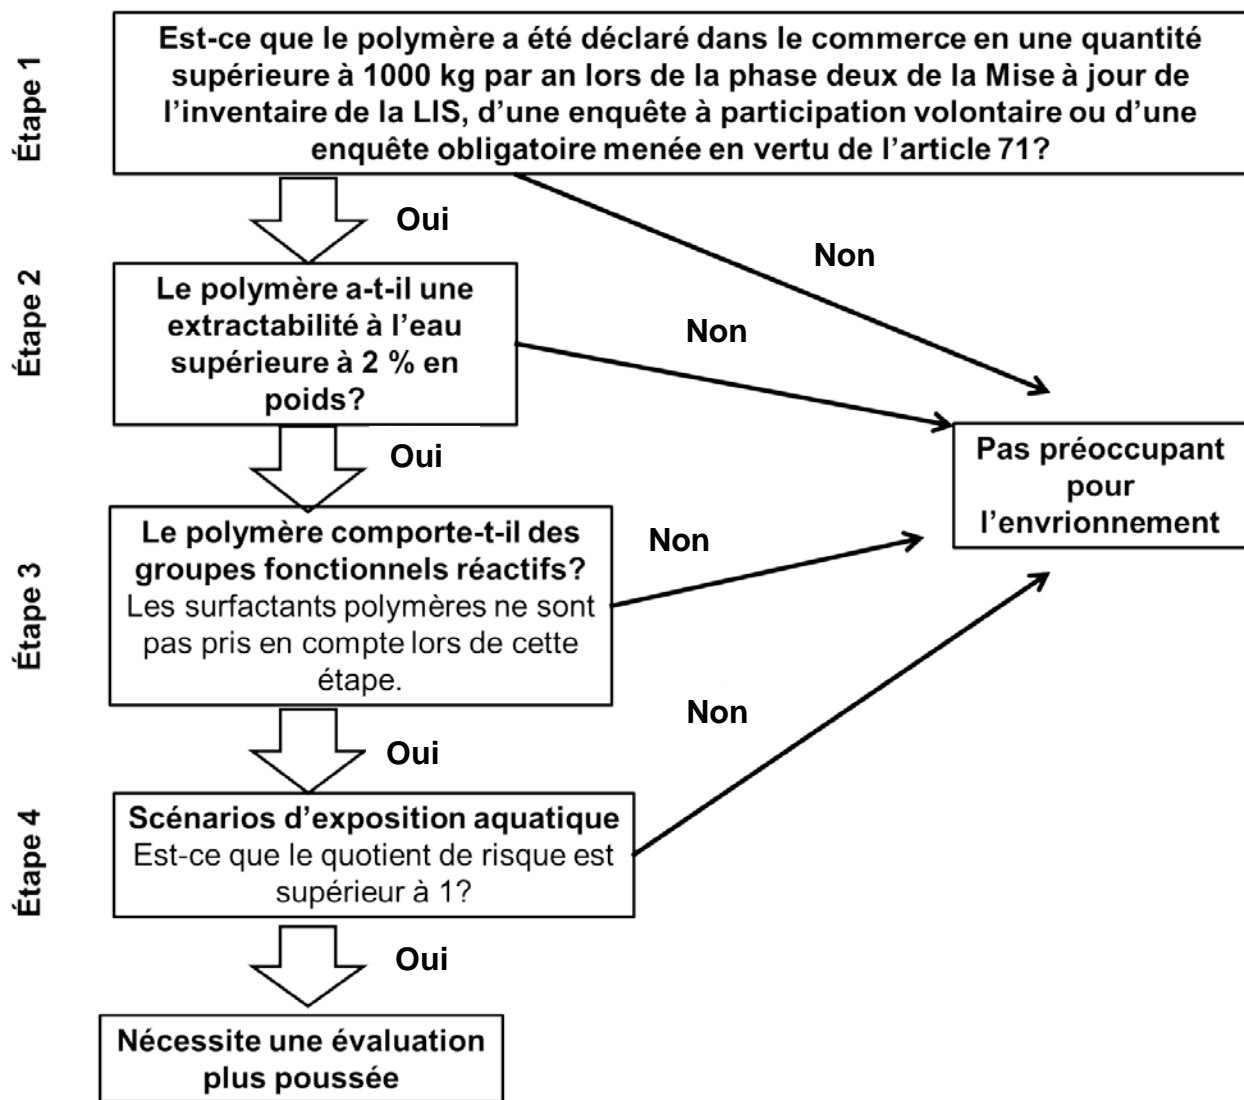 Étape 1
Est-ce que le polymère a été déclaré dans le commerce en une quantité
supérieure à 1000 kg par an lors de la phase deux de la Mise à jour de
l'inventaire de la LIS, d'une enquête à participation volontaire ou d'une
enquête obligatoire menée en vertu de l'article 71?
Oui
Non
Étape 2
Le polymère a-t-il une
extractabilité à l'eau
supérieure à 2 % en
poids?
Non
Oui
Pas préoccupant
pour
l'envrionnement
Étape 3
Le polymère comporte-t-il des
groupes fonctionnels réactifs?
Les surfactants polymères ne sont
pas pris en compte lors de cette
étape.
Non
Oui
Étape 4
Scénarios d'exposition aquatique
Est-ce que le quotient de risque est
supérieur à 1?
Non
Oui
Nécessite une évaluation
plus poussée